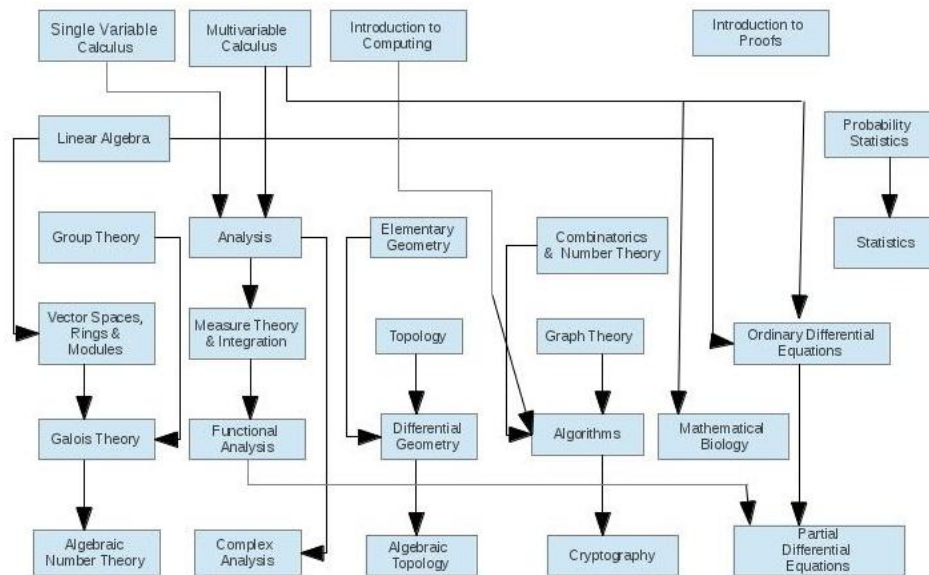 Single Variable
Calculus
Multivariable
Calculus
Introduction to
Computing
Introduction to
Proofs
Linear Algebra
Probability
Statistics
Group Theory
Analysis
Elementary
Geometry
Combinatorics
& Number Theory
Statistics
Vector Spaces,
Rings &
Modules
Measure Theory
& Integration
Topology
Graph Theory
Ordinary Differential
Equations
Galois Theory
Functional
Analysis
Differential
Geometry
Algorithms
Mathematical
Biology
Algebraic
Number Theory
Complex
Analysis
Algebraic
Topology
Cryptography
Partial
Differential
Equations